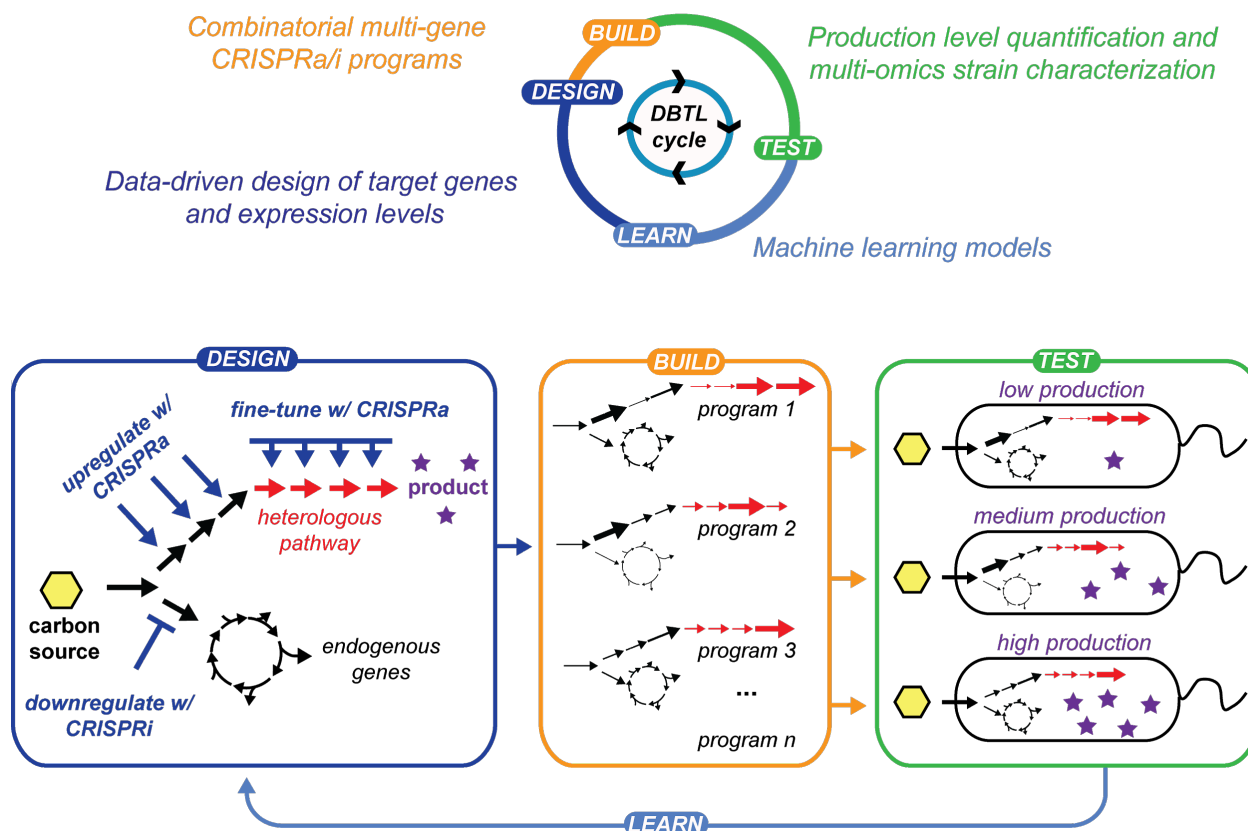 Combinatorial multi-gene
CRISPRa/i programs
BUILD
Production level quantification and
multi-omics strain characterization
DESIGN
DBTL
cycle
TEST
Data-driven design of target genes
and expression levels
LEARN
Machine learning models
DESIGN
upregulate w/
CRISPRa
fine-tune w/ CRISPRa
product
heterologous
pathway
carbon
source
endogenous
genes
downregulate w/
CRISPRi
BUILD
program 1
program 2
program 3
...
program n
TEST
low production
medium production
high production
LEARN